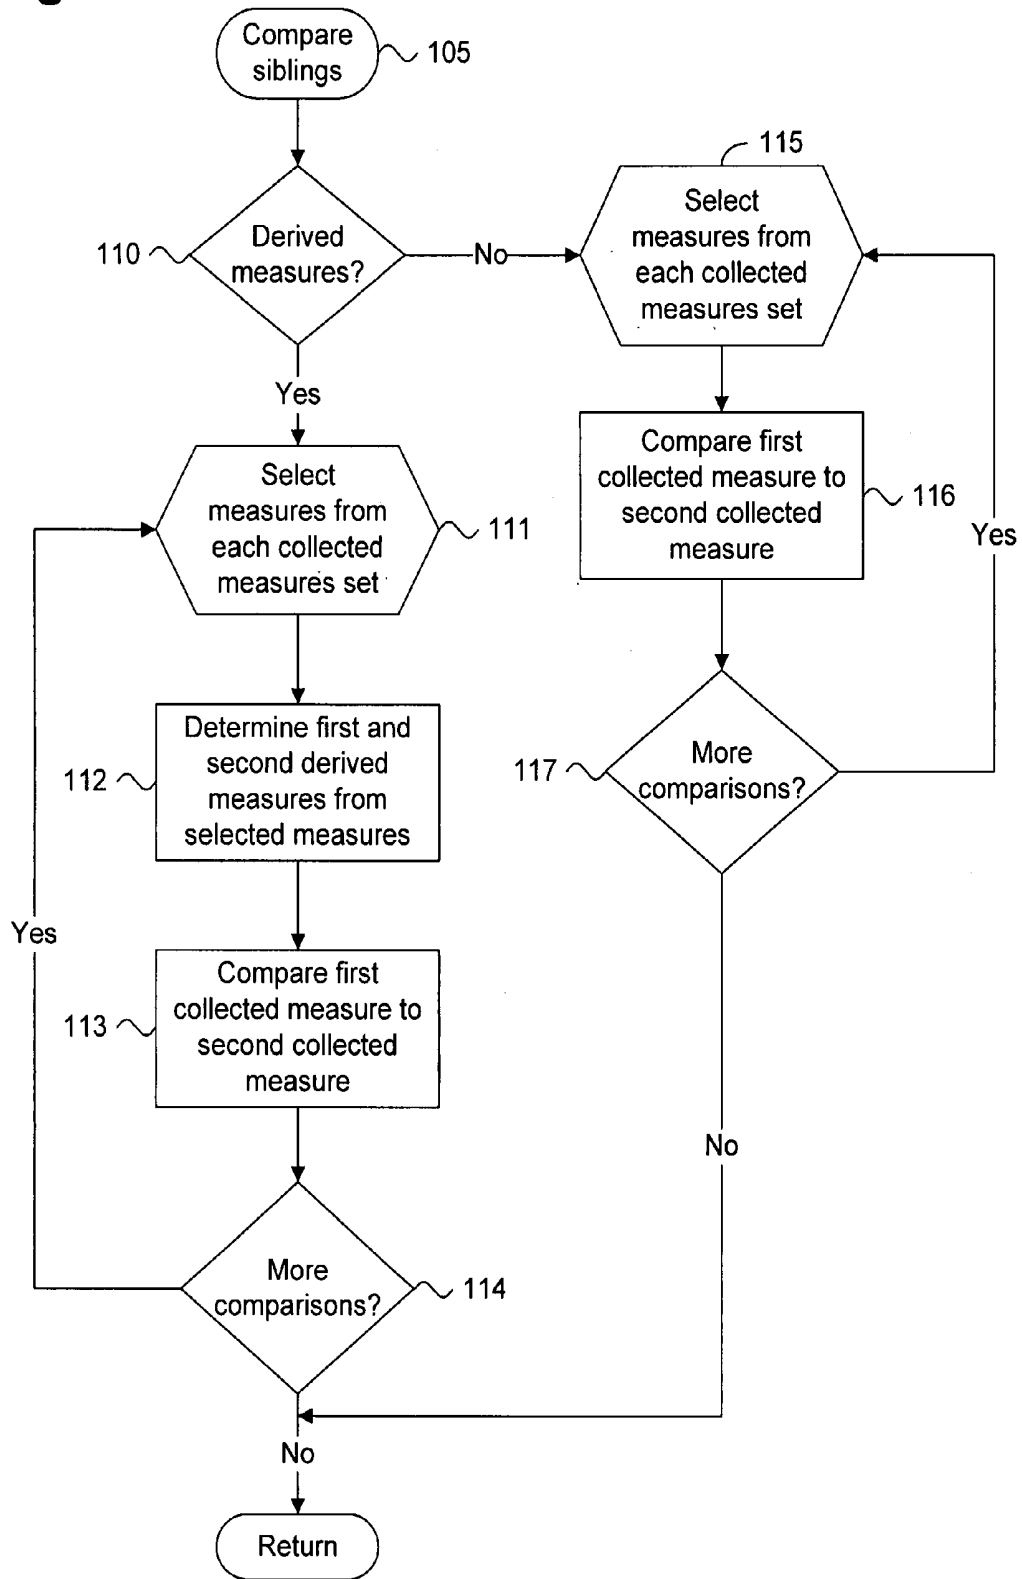 Compare
siblings
105
Derived
measures?
110
No
Yes
115
Select
measures from
each collected
measures set
Compare first
collected measure to
second collected
measure
116
More
comparisons?
117
Yes
No
Select
measures from
each collected
measures set
111
Determine first and
second derived
measures from
selected measures
112
Compare first
collected measure to
second collected
measure
113
More
comparisons?
114
Yes
No
Return